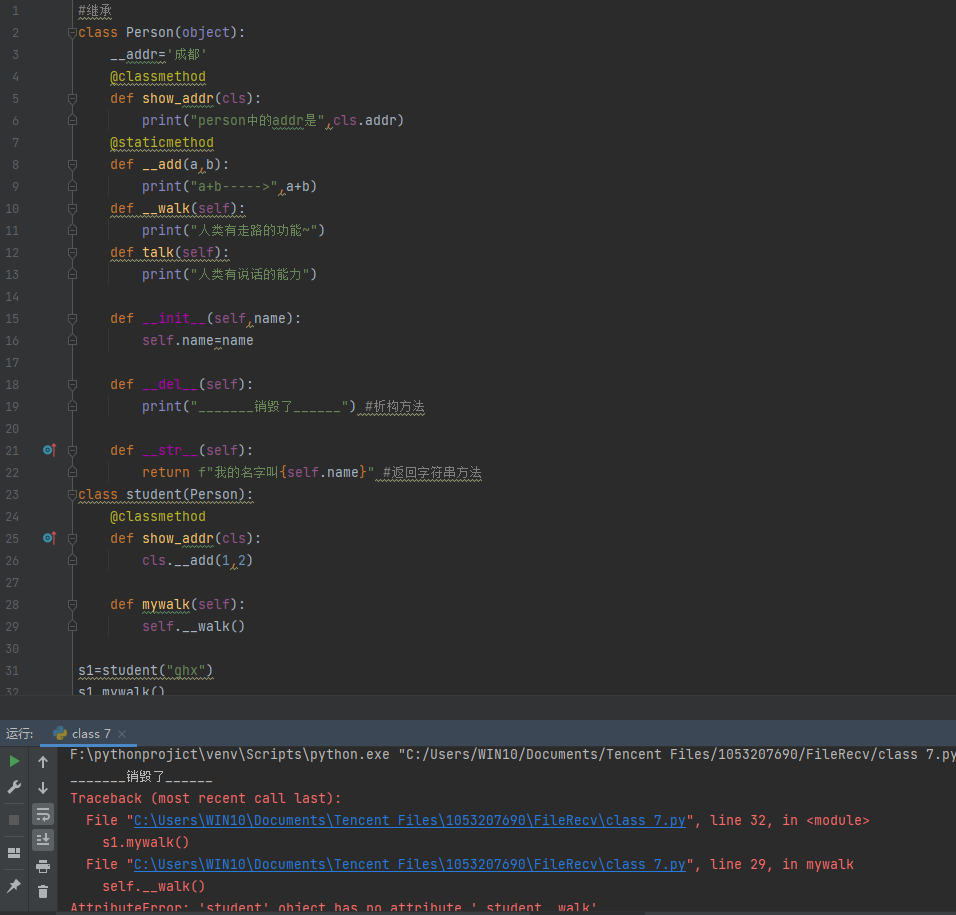 1 #继承
2 class Person(object):
3 __addr='成都'
4 @classmethod
5 def show_addr(cls):
6 print("person中的addr是",cls.addr)
7 @staticmethod
8 def __add(a,b):
9 print("a+b----->",a+b)
10 def __walk(self):
11 print("人类有走路的功能~")
12 def talk(self):
13 print("人类有说话的能力")
14
15 def __init__(self,name):
16 self.name=name
17
18 def __del__(self):
19 print("_______销毁了______") #析构方法
20
21 def __str__(self):
22 return f"我的名字叫{self.name}" #返回字符串方法
23 class student(Person):
24 @classmethod
25 def show_addr(cls):
26 cls.__add(1,2)
27
28 def mywalk(self):
29 self.__walk()
30
31 s1=student("ghx")
32 s1.mywalk()
运行: class 7 ×
F:\pythonprojict\venv\Scripts\python.exe "C:/Users/WIN10/Documents/Tencent Files/1053207690/FileRecv/class 7.py
_______销毁了______
Traceback (most recent call last):
File "C:\Users\WIN10\Documents\Tencent Files\1053207690\FileRecv\class 7.py", line 32, in <module>
s1.mywalk()
File "C:\Users\WIN10\Documents\Tencent Files\1053207690\FileRecv\class 7.py", line 29, in mywalk
self.__walk()
AttributeError: 'student' object has no attribute '_student__walk'